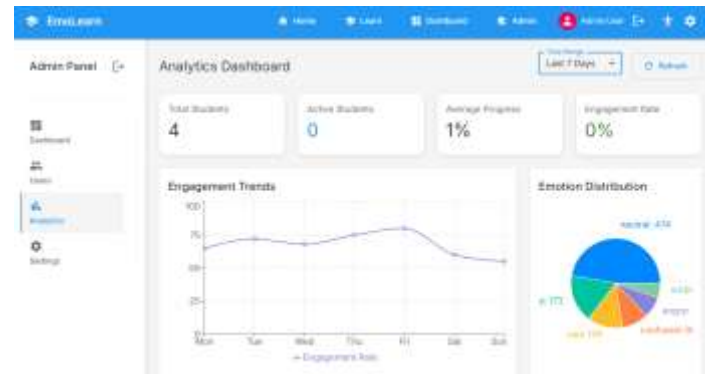 EmoLearn
Home
Learn
Dashboard
Admin
Admin User
Admin Panel
Analytics Dashboard
Time Range
Last 7 Days
Refresh
Total Students
4
Active Students
0
Average Progress
1%
Engagement Rate
0%
Dashboard
Users
Analytics
Settings
Engagement Trends
100
75
50
25
0
Mon
Tue
Wed
Thu
Fri
Sat
Sun
Engagement Rate
Emotion Distribution
neutral: 474